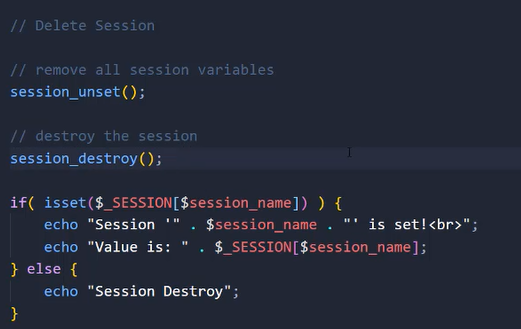 // Delete Session
// remove all session variables
session_unset();
// destroy the session
session_destroy();
if( isset($_SESSION[$session_name]) ) {
echo "Session '" . $session_name . "' is set!<br>";
echo "Value is: " . $_SESSION[$session_name];
} else {
echo "Session Destroy";
}